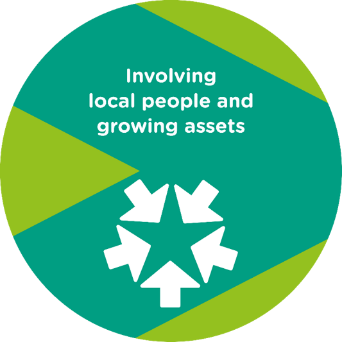 Involving
local people and
growing assets